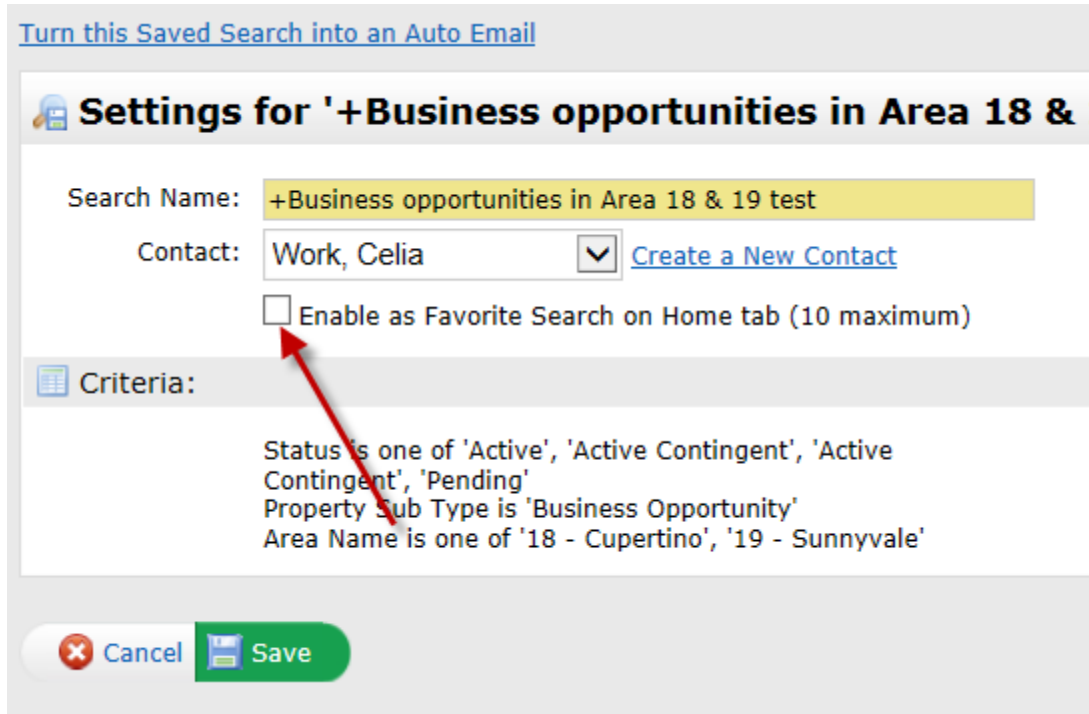 Turn this Saved Search into an Auto Email
Settings for '+Business opportunities in Area 18 &
Search Name: +Business opportunities in Area 18 & 19 test
Contact: Work, Celia Create a New Contact
Enable as Favorite Search on Home tab (10 maximum)
Criteria:
Status is one of 'Active', 'Active Contingent', 'Active
Contingent', 'Pending'
Property Sub Type is 'Business Opportunity'
Area Name is one of '18 - Cupertino', '19 - Sunnyvale'
Cancel Save